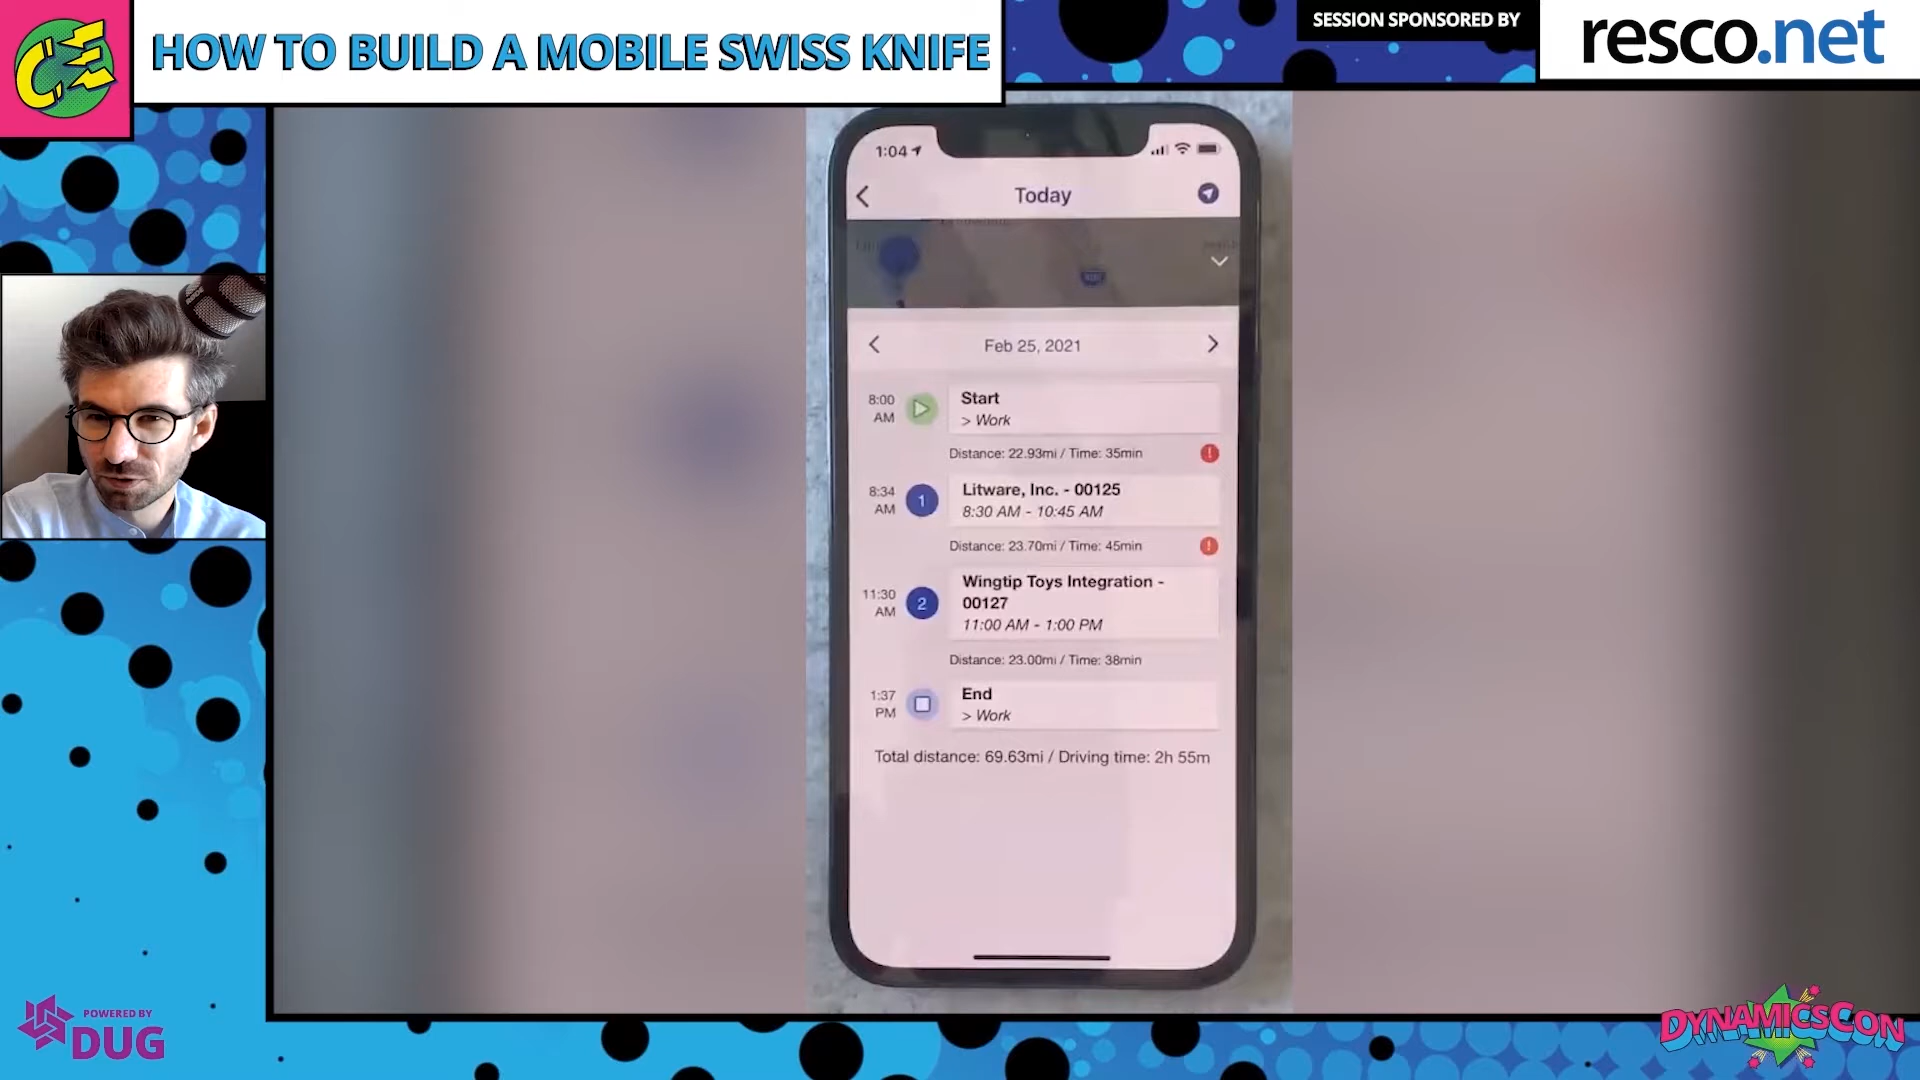 CE
HOW TO BUILD A MOBILE SWISS KNIFE
SESSION SPONSORED BY
resco.net
1:04
Today
Feb 25, 2021
8:00
AM
Start
> Work
Distance: 22.93mi / Time: 35min
!
8:34
AM
1
Litware, Inc. - 00125
8:30 AM - 10:45 AM
Distance: 23.70mi / Time: 45min
!
11:30
AM
2
Wingtip Toys Integration -
00127
11:00 AM - 1:00 PM
Distance: 23.00mi / Time: 38min
1:37
PM
End
> Work
Total distance: 69.63mi / Driving time: 2h 55m
POWERED BY
DUG
DYNAMICSCON